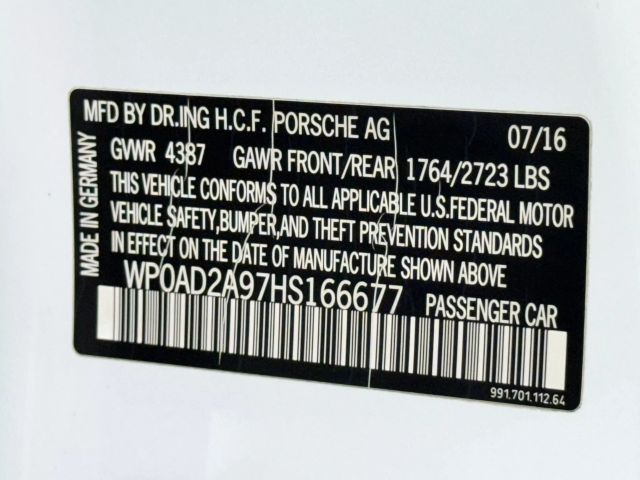 MFD BY DR.ING H.C.F. PORSCHE AG 07/16
GVWR 4387 GAWR FRONT/REAR 1764/2723 LBS
THIS VEHICLE CONFORMS TO ALL APPLICABLE U.S.FEDERAL MOTOR
VEHICLE SAFETY,BUMPER,AND THEFT PREVENTION STANDARDS
IN EFFECT ON THE DATE OF MANUFACTURE SHOWN ABOVE
WP0AD2A97HS166677 PASSENGER CAR
991.701.112.64
MADE IN GERMANY